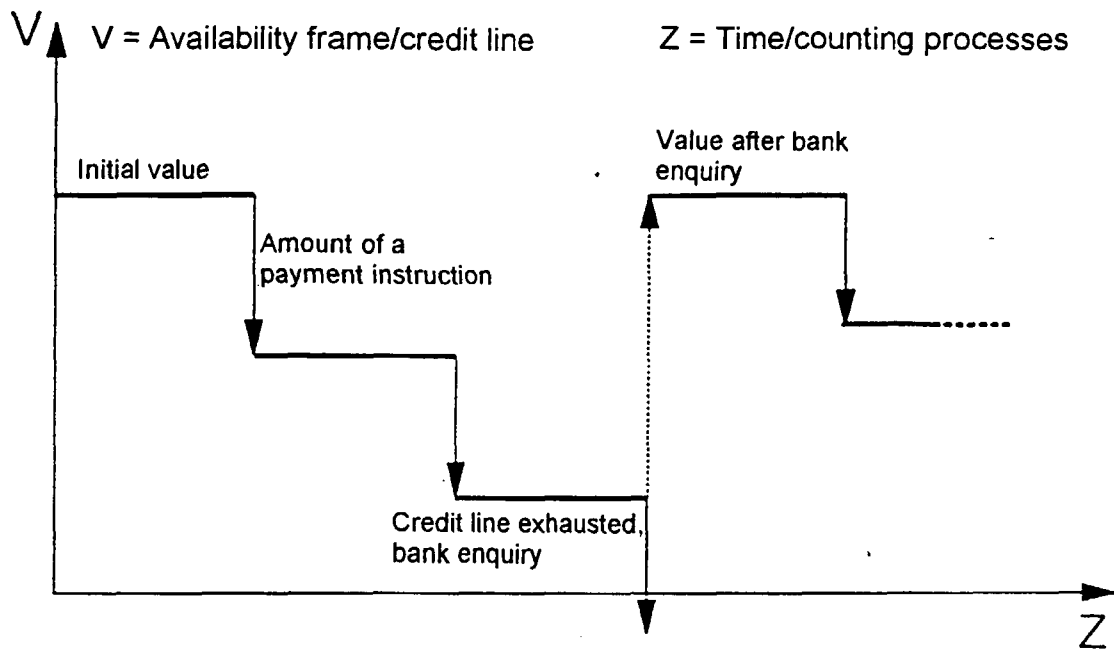 V
V = Availability frame/credit line
Z = Time/counting processes
Initial value
Value after bank
enquiry
Amount of a
payment instruction
Credit line exhausted,
bank enquiry
Z